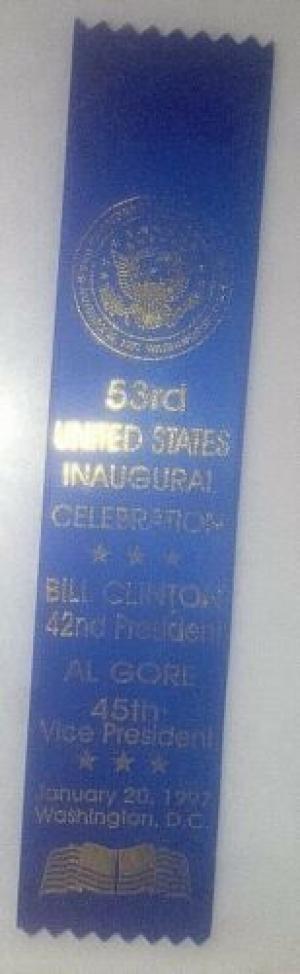 53rd
UNITED STATES
INAUGURAL
CELEBRATION
BILL CLINTON
42nd President
AL GORE
45th
Vice President
January 20, 1997
Washington, D.C.